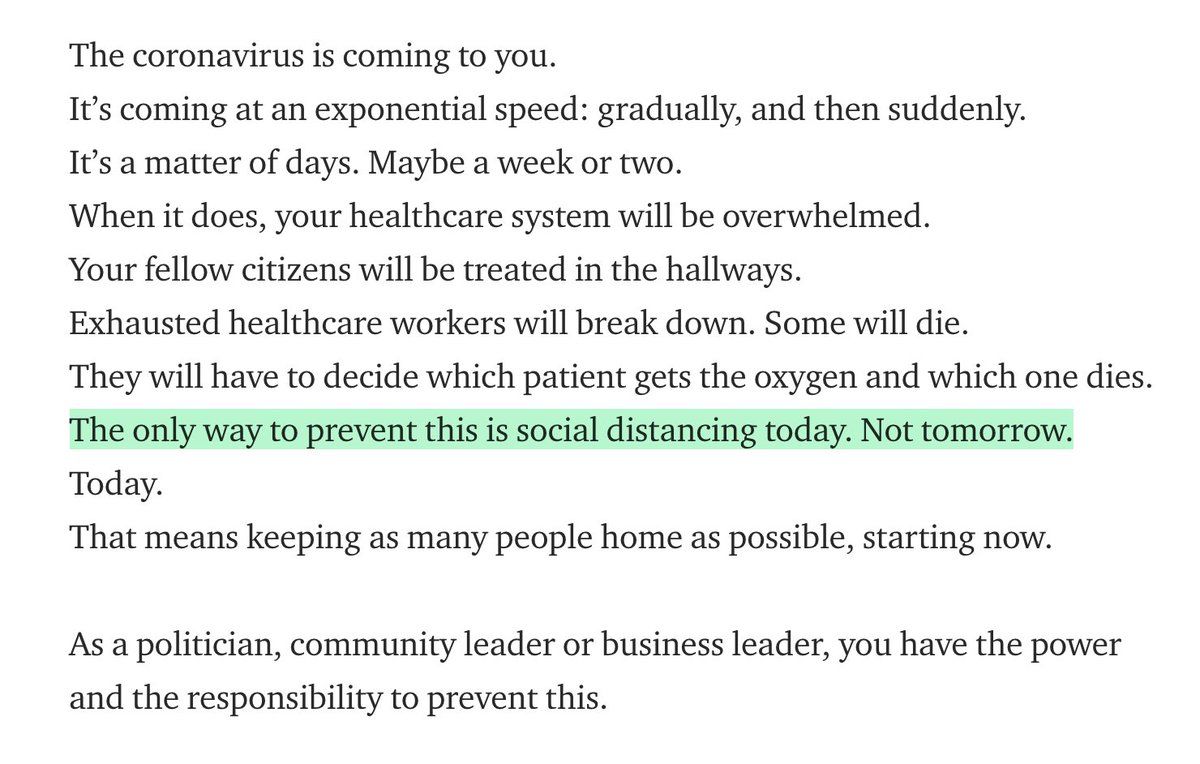 The coronavirus is coming to you.
It’s coming at an exponential speed: gradually, and then suddenly.
It’s a matter of days. Maybe a week or two.
When it does, your healthcare system will be overwhelmed.
Your fellow citizens will be treated in the hallways.
Exhausted healthcare workers will break down. Some will die.
They will have to decide which patient gets the oxygen and which one dies.
The only way to prevent this is social distancing today. Not tomorrow.
Today.
That means keeping as many people home as possible, starting now.
As a politician, community leader or business leader, you have the power
and the responsibility to prevent this.